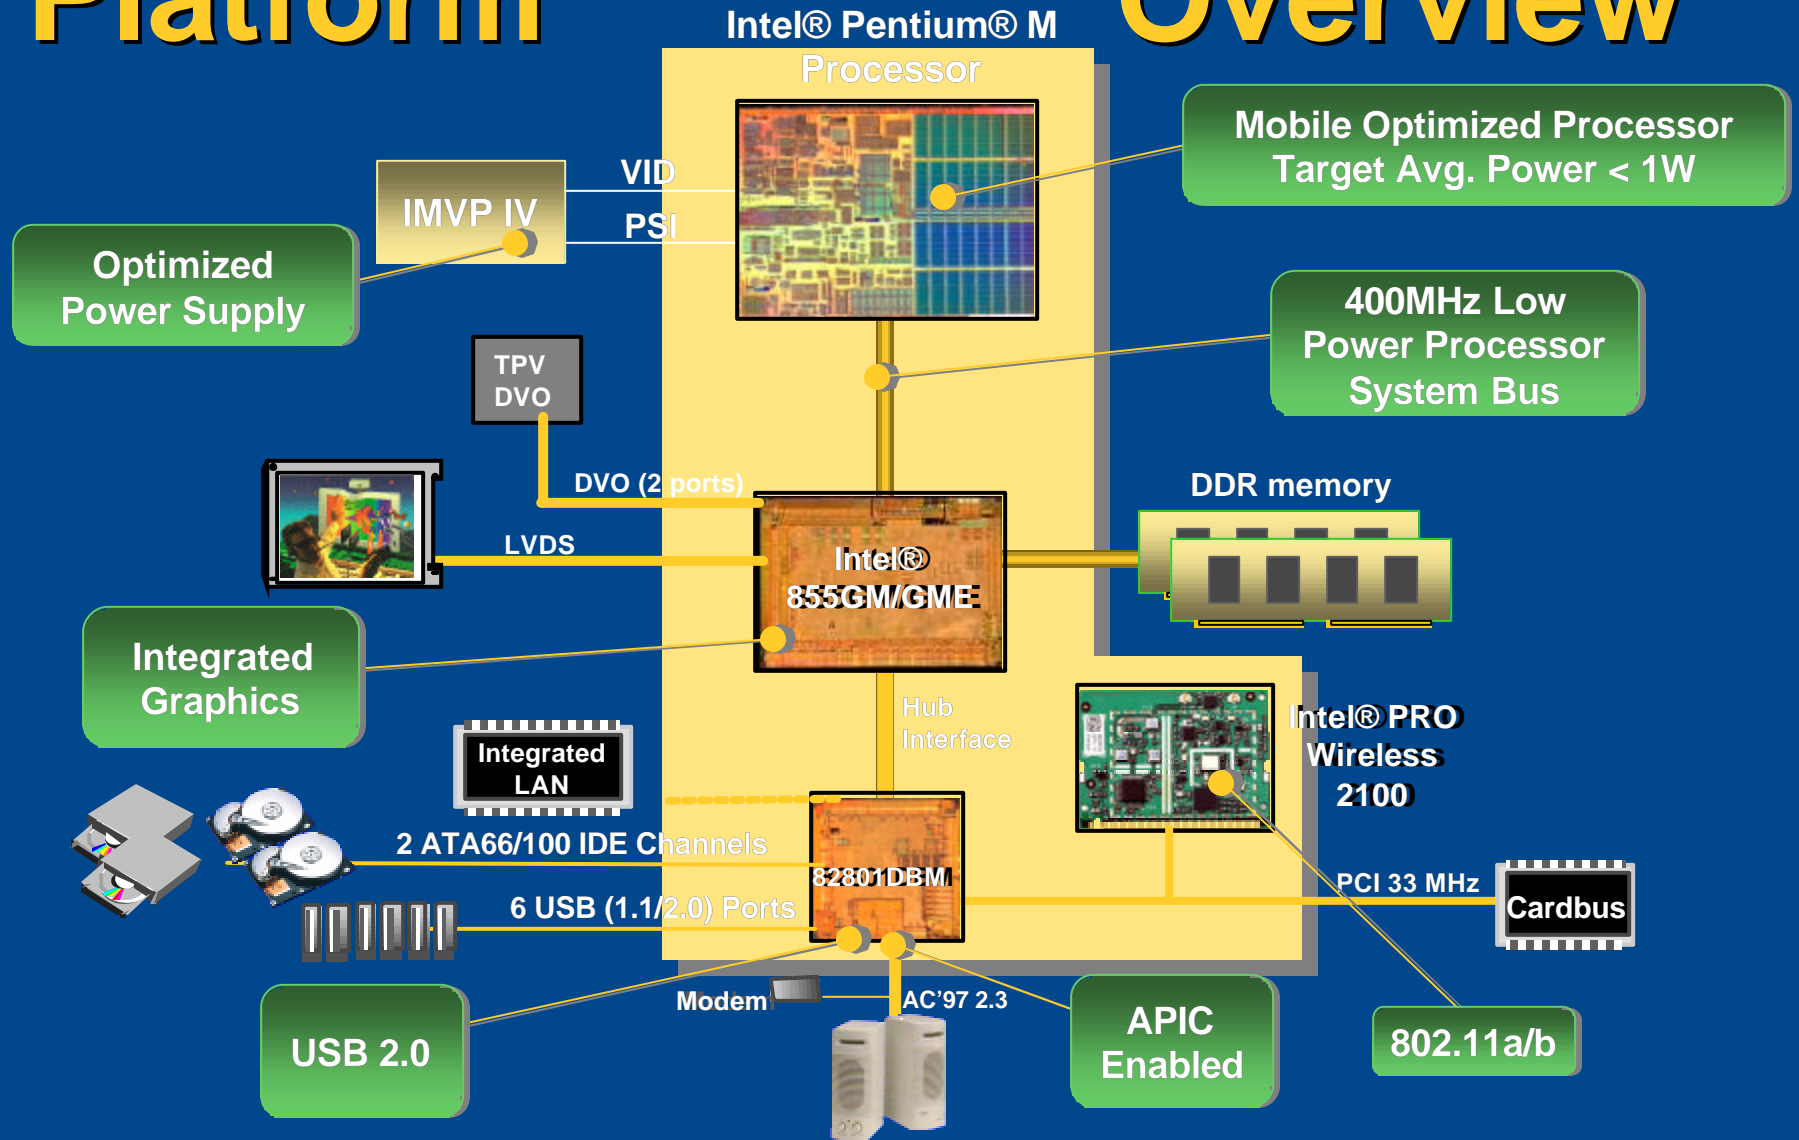 Platform Overview
Intel® Pentium® M
Processor
Mobile Optimized Processor
Target Avg. Power < 1W
VID
IMVP IV
PSI
Optimized
Power Supply
400MHz Low
Power Processor
System Bus
TPV
DVO
DVO (2 ports)
DDR memory
LVDS
Intel®
855GM/GME
Integrated
Graphics
Hub
Interface
Intel® PRO
Wireless
2100
Integrated
LAN
2 ATA66/100 IDE Channels
82801DBM
PCI 33 MHz
Cardbus
6 USB (1.1/2.0) Ports
Modem
AC'97 2.3
USB 2.0
APIC
Enabled
802.11a/b